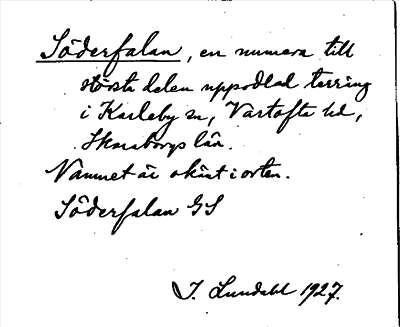 Söderfalan, en numera till
största delen uppodlad terräng
i Karleby sn, Vartofta hd,
Skaraborgs län.
Namnet är okänt i orten.
Söderfalan GS
I. Lundahl 1927.